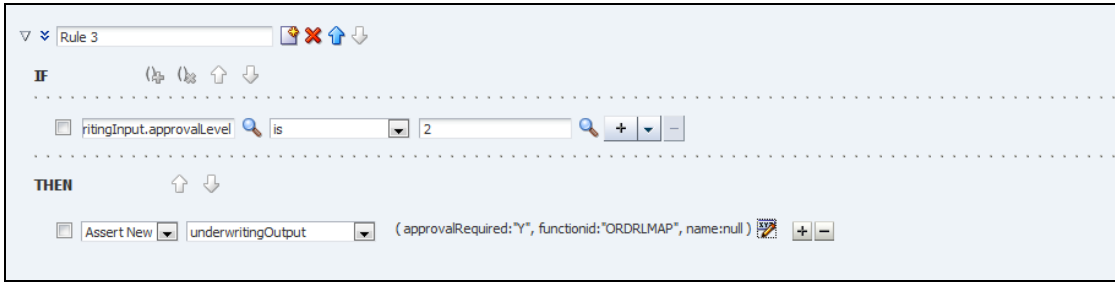 Rule 3
IF
ritingInput.approvalLevel is 2
THEN
Assert New underwritingOutput ( approvalRequired:"Y", functionid:"ORDRLMAP", name:null )